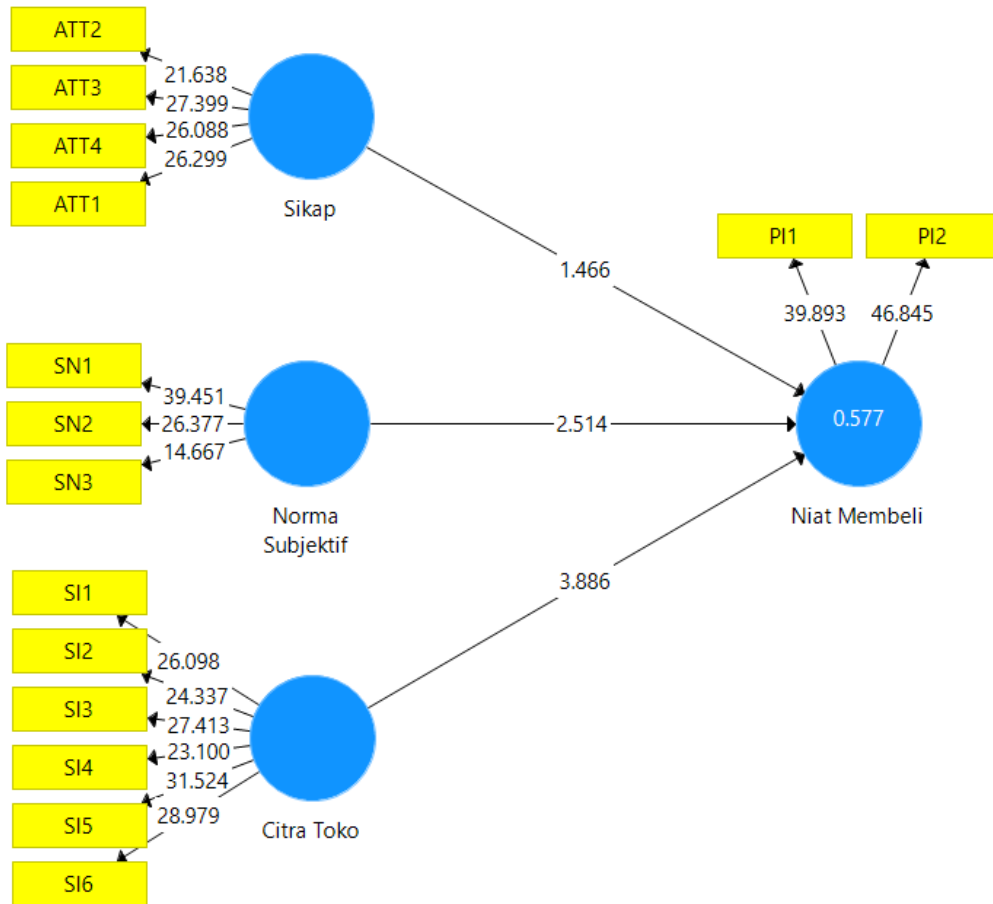 ATT2
ATT3
ATT4
ATT1
21.638
27.399
26.088
26.299
Sikap
1.466
PI1
PI2
39.893
46.845
SN1
SN2
SN3
39.451
26.377
14.667
Norma
Subjektif
2.514
0.577
Niat Membeli
SI1
SI2
SI3
SI4
SI5
SI6
26.098
24.337
27.413
23.100
31.524
28.979
Citra Toko
3.886